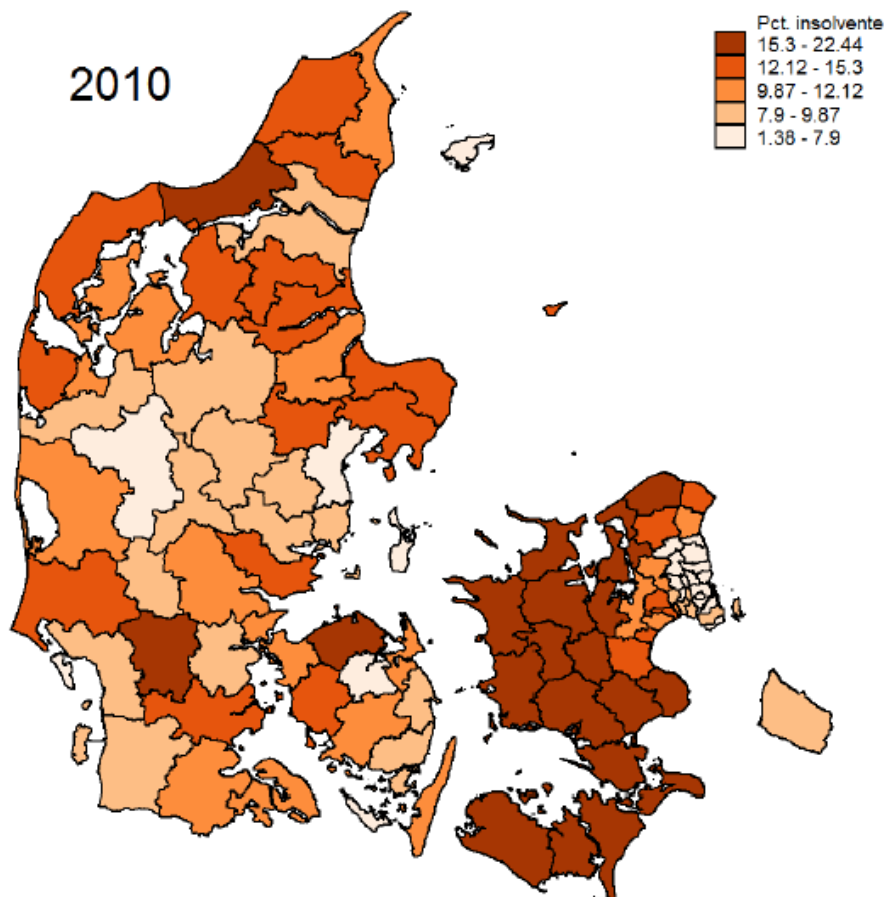 2010
Pct. insolvente
15.3 - 22.44
12.12 - 15.3
9.87 - 12.12
7.9 - 9.87
1.38 - 7.9